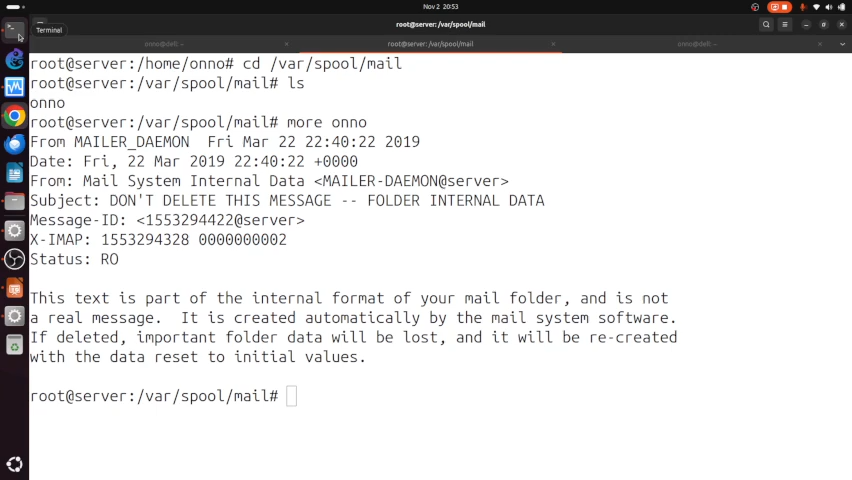 Nov 2 20:53
Terminal
root@server: /var/spool/mail
onno@dell: ~
root@server: /var/spool/mail
onno@dell: ~
root@server:/home/onno# cd /var/spool/mail
root@server:/var/spool/mail# ls
onno
root@server:/var/spool/mail# more onno
From MAILER_DAEMON  Fri Mar 22 22:40:22 2019
Date: Fri, 22 Mar 2019 22:40:22 +0000
From: Mail System Internal Data <MAILER-DAEMON@server>
Subject: DON'T DELETE THIS MESSAGE -- FOLDER INTERNAL DATA
Message-ID: <1553294422@server>
X-IMAP: 1553294328 0000000002
Status: RO
This text is part of the internal format of your mail folder, and is not
a real message.  It is created automatically by the mail system software.
If deleted, important folder data will be lost, and it will be re-created
with the data reset to initial values.
root@server:/var/spool/mail#